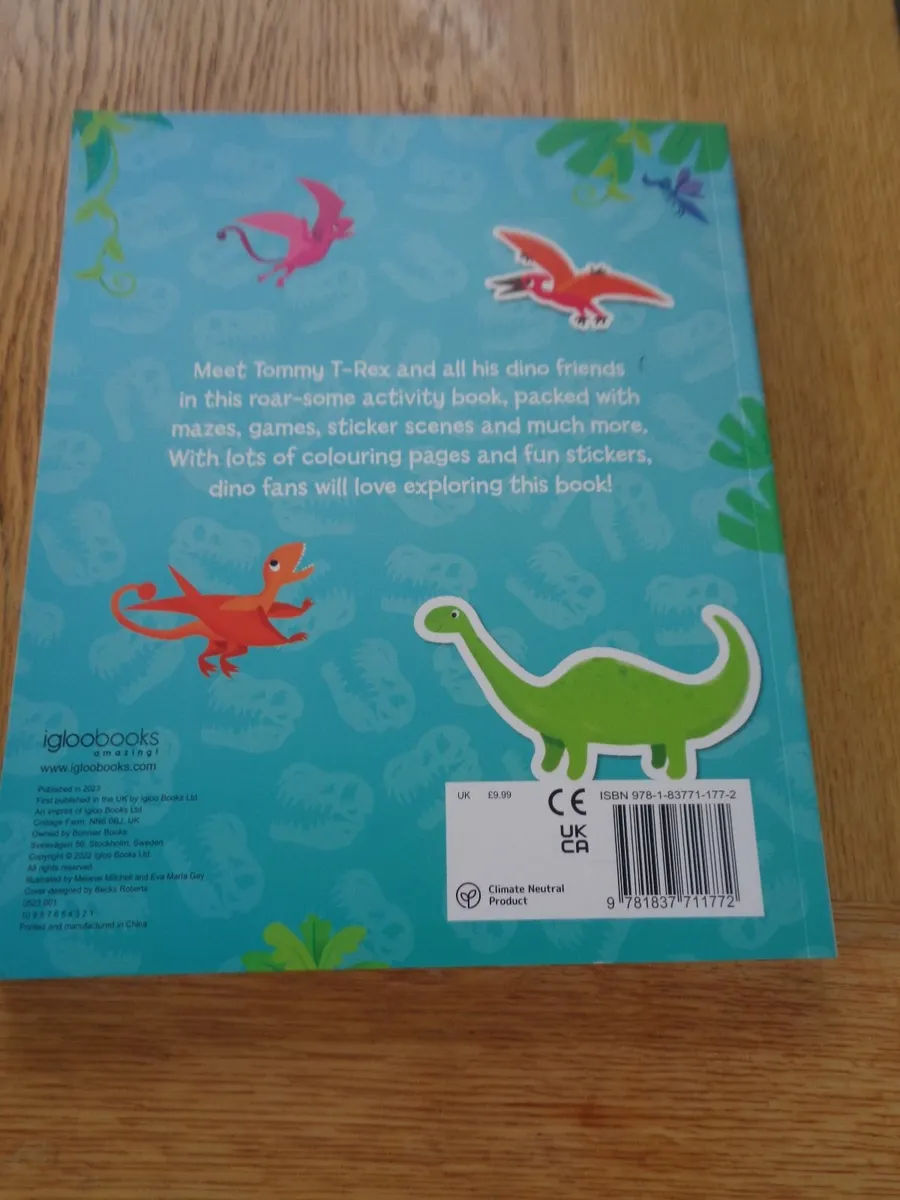 Meet Tommy T-Rex and all his dino friends
in this roar-some activity book, packed with
mazes, games, sticker scenes and much more.
With lots of colouring pages and fun stickers,
dino fans will love exploring this book!
igloobooks
amazing!
www.igloobooks.com
Published in 2023
First published in the UK by Igloo Books Ltd
An imprint of Igloo Books Ltd
Cottage Farm, NN6 0BJ, UK
Owned by Bonnier Books
Sveavägen 56, Stockholm, Sweden
Copyright © 2022 Igloo Books Ltd.
All rights reserved.
Illustrated by Melanie Mitchell and Eva Maria Gey
Cover designed by Becks Roberts
0523 001
10 9 8 7 6 5 4 3 2 1
Printed and manufactured in China
UK £9.99
CE
UK
CA
Climate Neutral
Product
ISBN 978-1-83771-177-2
9 781837 711772